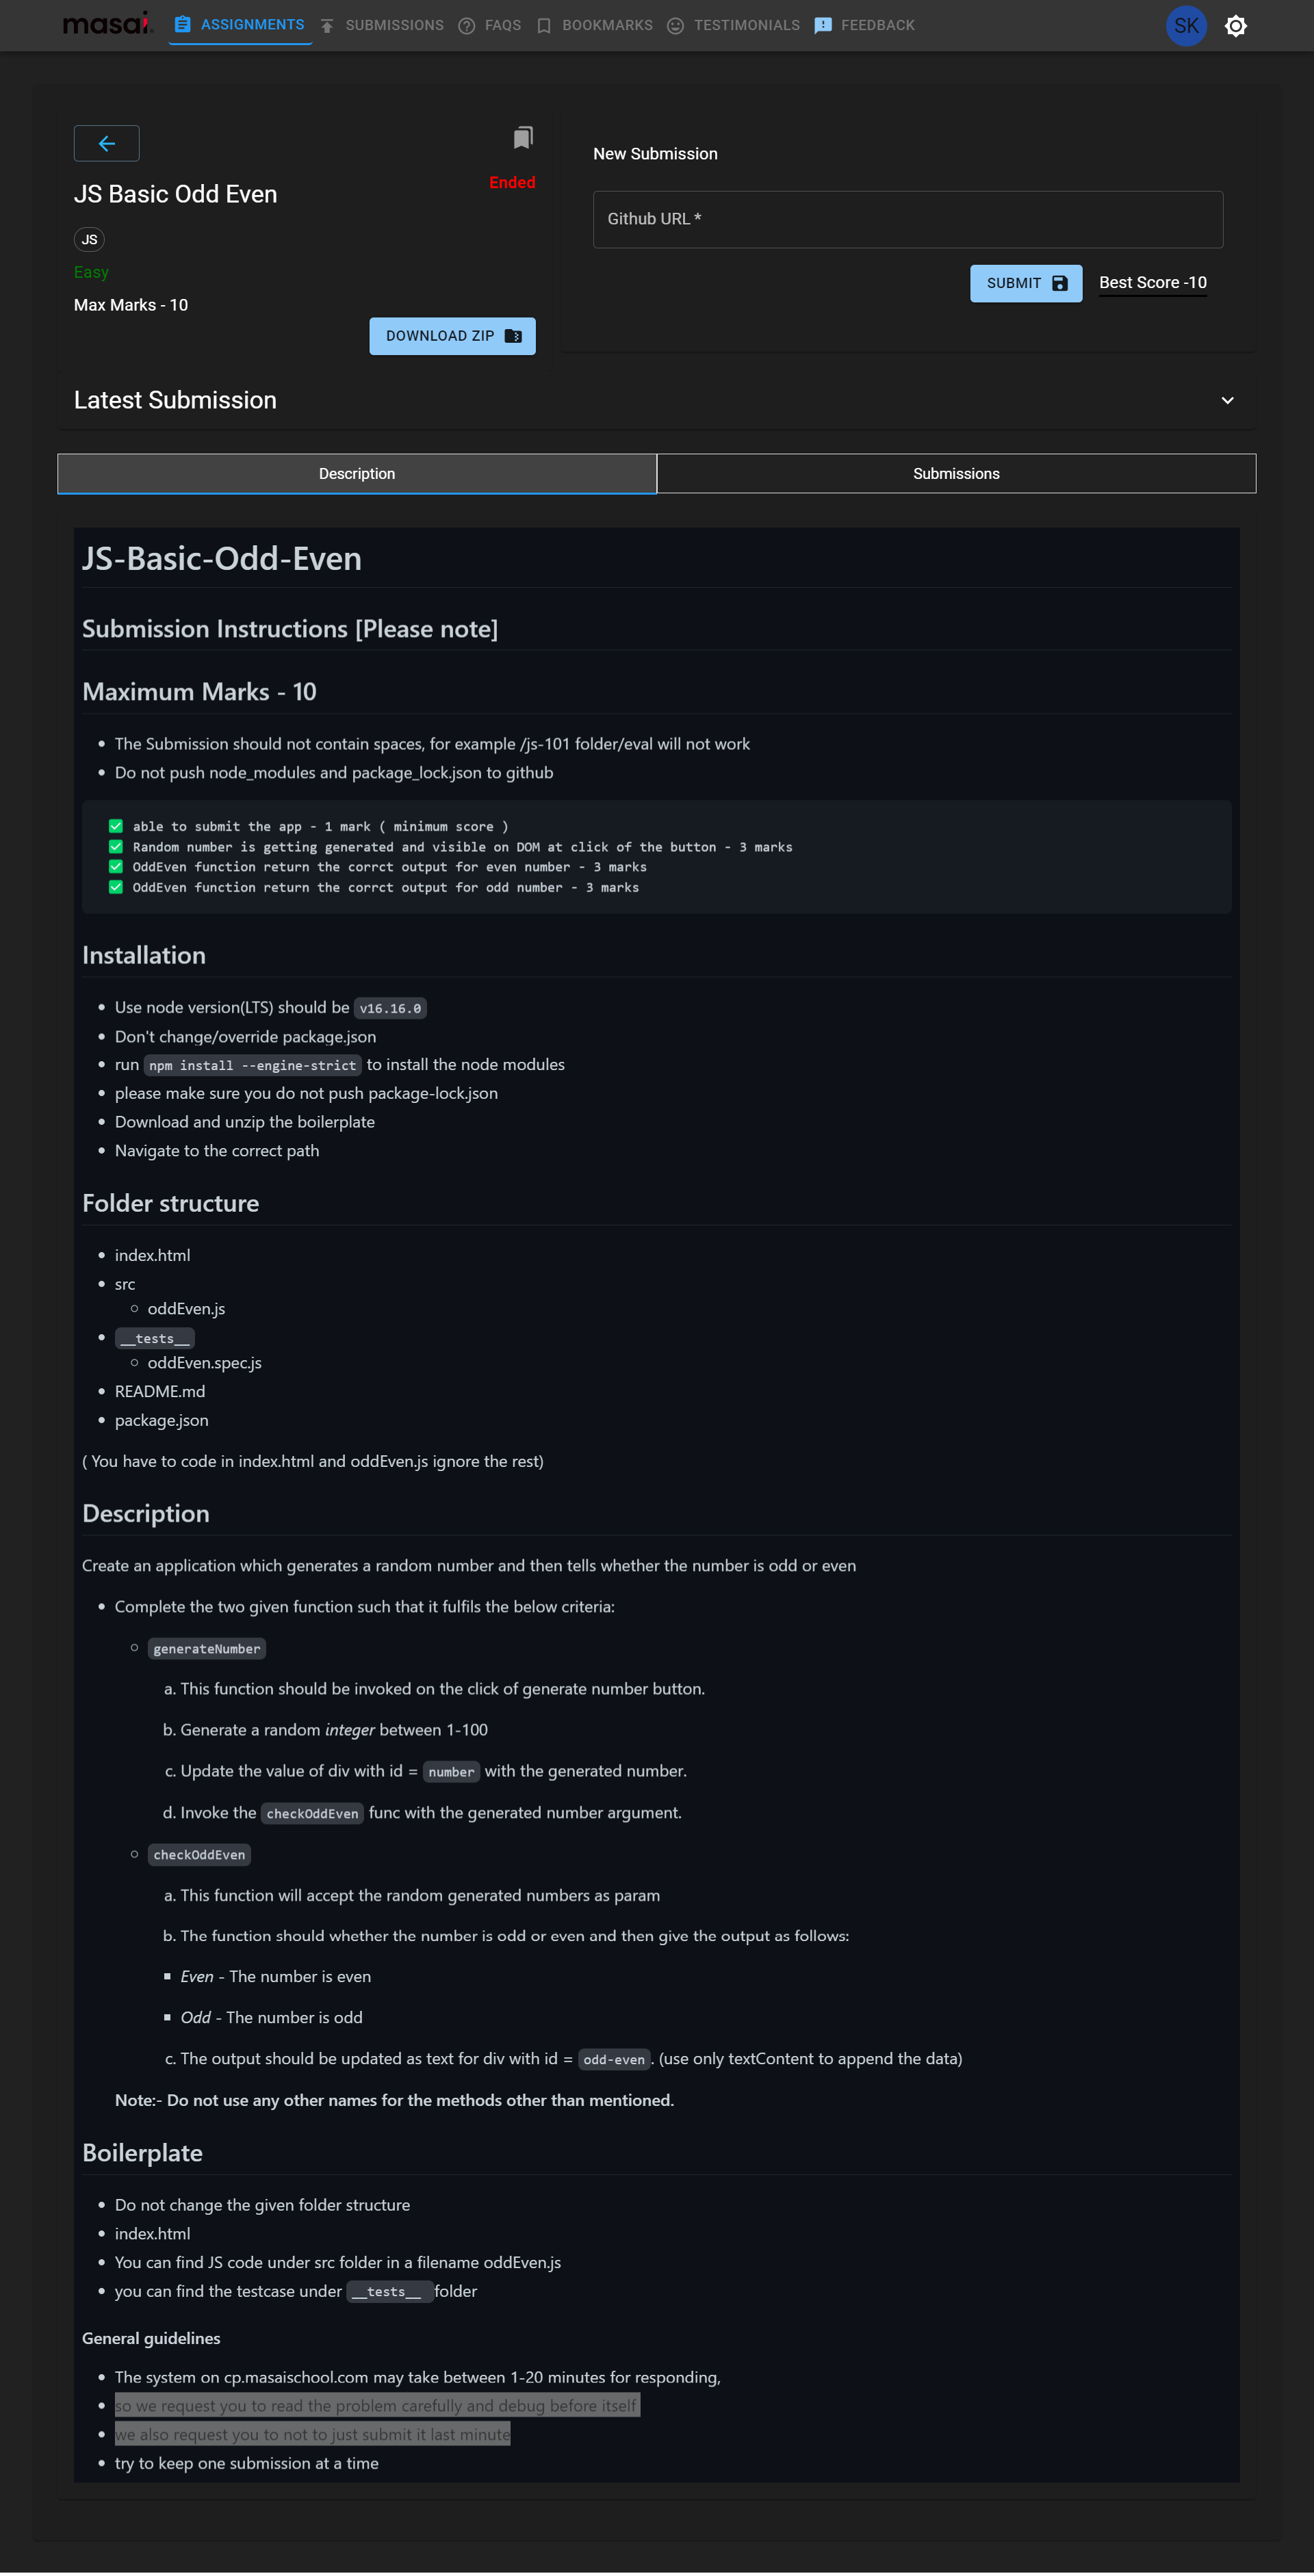 masai.
ASSIGNMENTS
SUBMISSIONS
FAQS
BOOKMARKS
TESTIMONIALS
FEEDBACK
SK
Ended
JS Basic Odd Even
JS
Easy
Max Marks - 10
DOWNLOAD ZIP
New Submission
Github URL *
SUBMIT
Best Score -10
Latest Submission
Description
Submissions
JS-Basic-Odd-Even
Submission Instructions [Please note]
Maximum Marks - 10
The Submission should not contain spaces, for example /js-101 folder/eval will not work
Do not push node_modules and package_lock.json to github
✅ able to submit the app - 1 mark ( minimum score )
✅ Random number is getting generated and visible on DOM at click of the button - 3 marks
✅ OddEven function return the corrct output for even number - 3 marks
✅ OddEven function return the corrct output for odd number - 3 marks
Installation
Use node version(LTS) should be v16.16.0
Don't change/override package.json
run npm install --engine-strict to install the node modules
please make sure you do not push package-lock.json
Download and unzip the boilerplate
Navigate to the correct path
Folder structure
index.html
src
oddEven.js
__tests__
oddEven.spec.js
README.md
package.json
( You have to code in index.html and oddEven.js ignore the rest)
Description
Create an application which generates a random number and then tells whether the number is odd or even
Complete the two given function such that it fulfils the below criteria:
generateNumber
a. This function should be invoked on the click of generate number button.
b. Generate a random integer between 1-100
c. Update the value of div with id = number with the generated number.
d. Invoke the checkOddEven func with the generated number argument.
checkOddEven
a. This function will accept the random generated numbers as param
b. The function should whether the number is odd or even and then give the output as follows:
Even - The number is even
Odd - The number is odd
c. The output should be updated as text for div with id = odd-even. (use only textContent to append the data)
Note:- Do not use any other names for the methods other than mentioned.
Boilerplate
Do not change the given folder structure
index.html
You can find JS code under src folder in a filename oddEven.js
you can find the testcase under __tests__ folder
General guidelines
The system on cp.masaischool.com may take between 1-20 minutes for responding,
so we request you to read the problem carefully and debug before itself
we also request you to not to just submit it last minute
try to keep one submission at a time